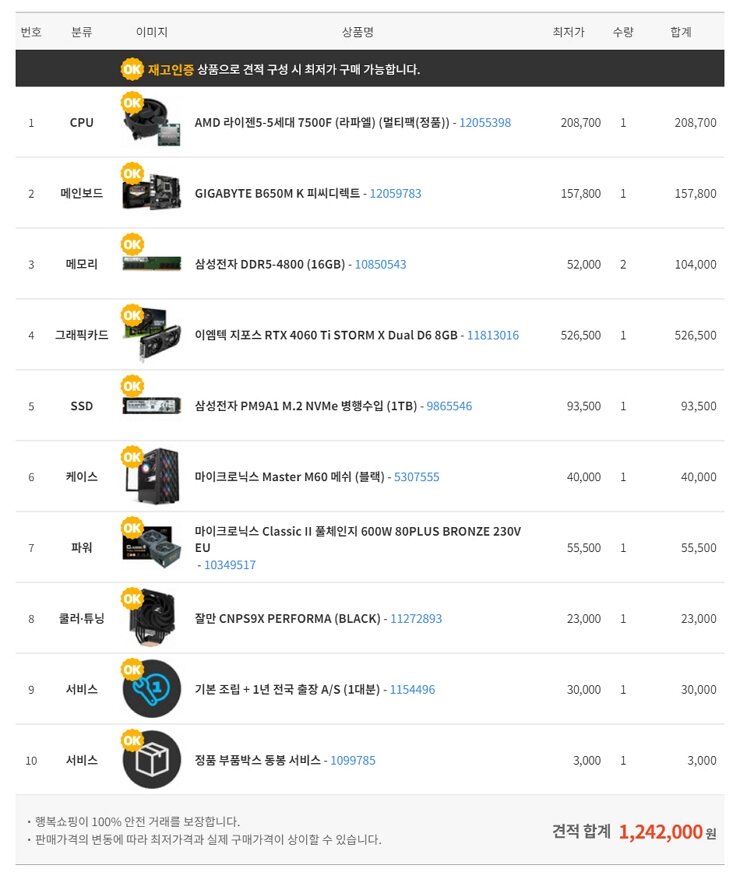 번호 분류 이미지 상품명 최저가 수량 합계
OK 재고인증 상품으로 견적 구성 시 최저가 구매 가능합니다.
OK
1 CPU AMD 라이젠5-5세대 7500F (라파엘) (멀티팩(정품)) - 12055398 208,700 1 208,700
OK
2 메인보드 GIGABYTE B650M K 피씨디렉트 - 12059783 157,800 1 157,800
OK
3 메모리 삼성전자 DDR5-4800 (16GB) - 10850543 52,000 2 104,000
OK
4 그래픽카드 이엠텍 지포스 RTX 4060 Ti STORM X Dual D6 8GB - 11813016 526,500 1 526,500
OK
5 SSD 삼성전자 PM9A1 M.2 NVMe 병행수입 (1TB) - 9865546 93,500 1 93,500
OK
6 케이스 마이크로닉스 Master M60 메쉬 (블랙) - 5307555 40,000 1 40,000
OK
마이크로닉스 Classic II 풀체인지 600W 80PLUS BRONZE 230V
7 파워 EU 55,500 1 55,500
- 10349517
OK
8 쿨러·튜닝 잘만 CNPS9X PERFORMA (BLACK) - 11272893 23,000 1 23,000
OK
9 서비스 1 기본 조립 + 1년 전국 출장 A/S (1대분) - 1154496 30,000 1 30,000
OK
10 서비스 정품 부품박스 동봉 서비스 - 1099785 3,000 1 3,000
· 행복쇼핑이 100% 안전 거래를 보장합니다.
· 판매가격의 변동에 따라 최저가격과 실제 구매가격이 상이할 수 있습니다.
견적 합계 1,242,000 원